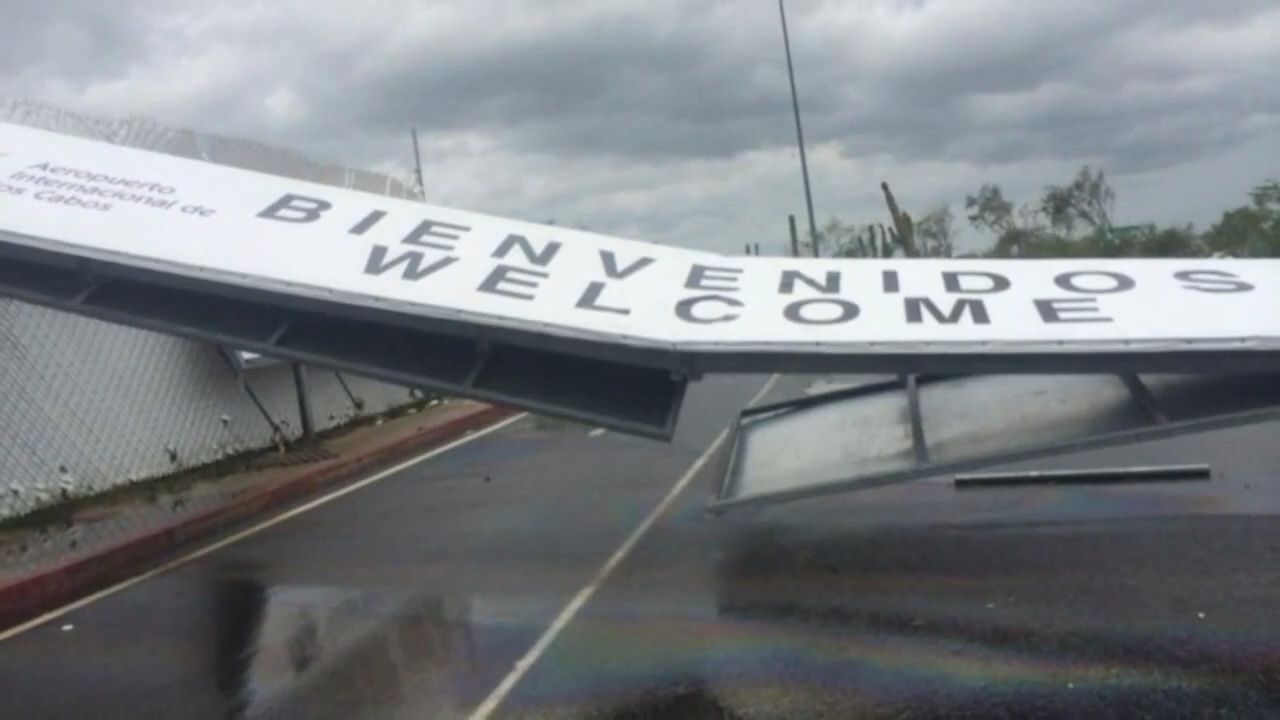 Aeropuerto
Internacional de
os Cabos
BIENVENIDOS
WELCOME